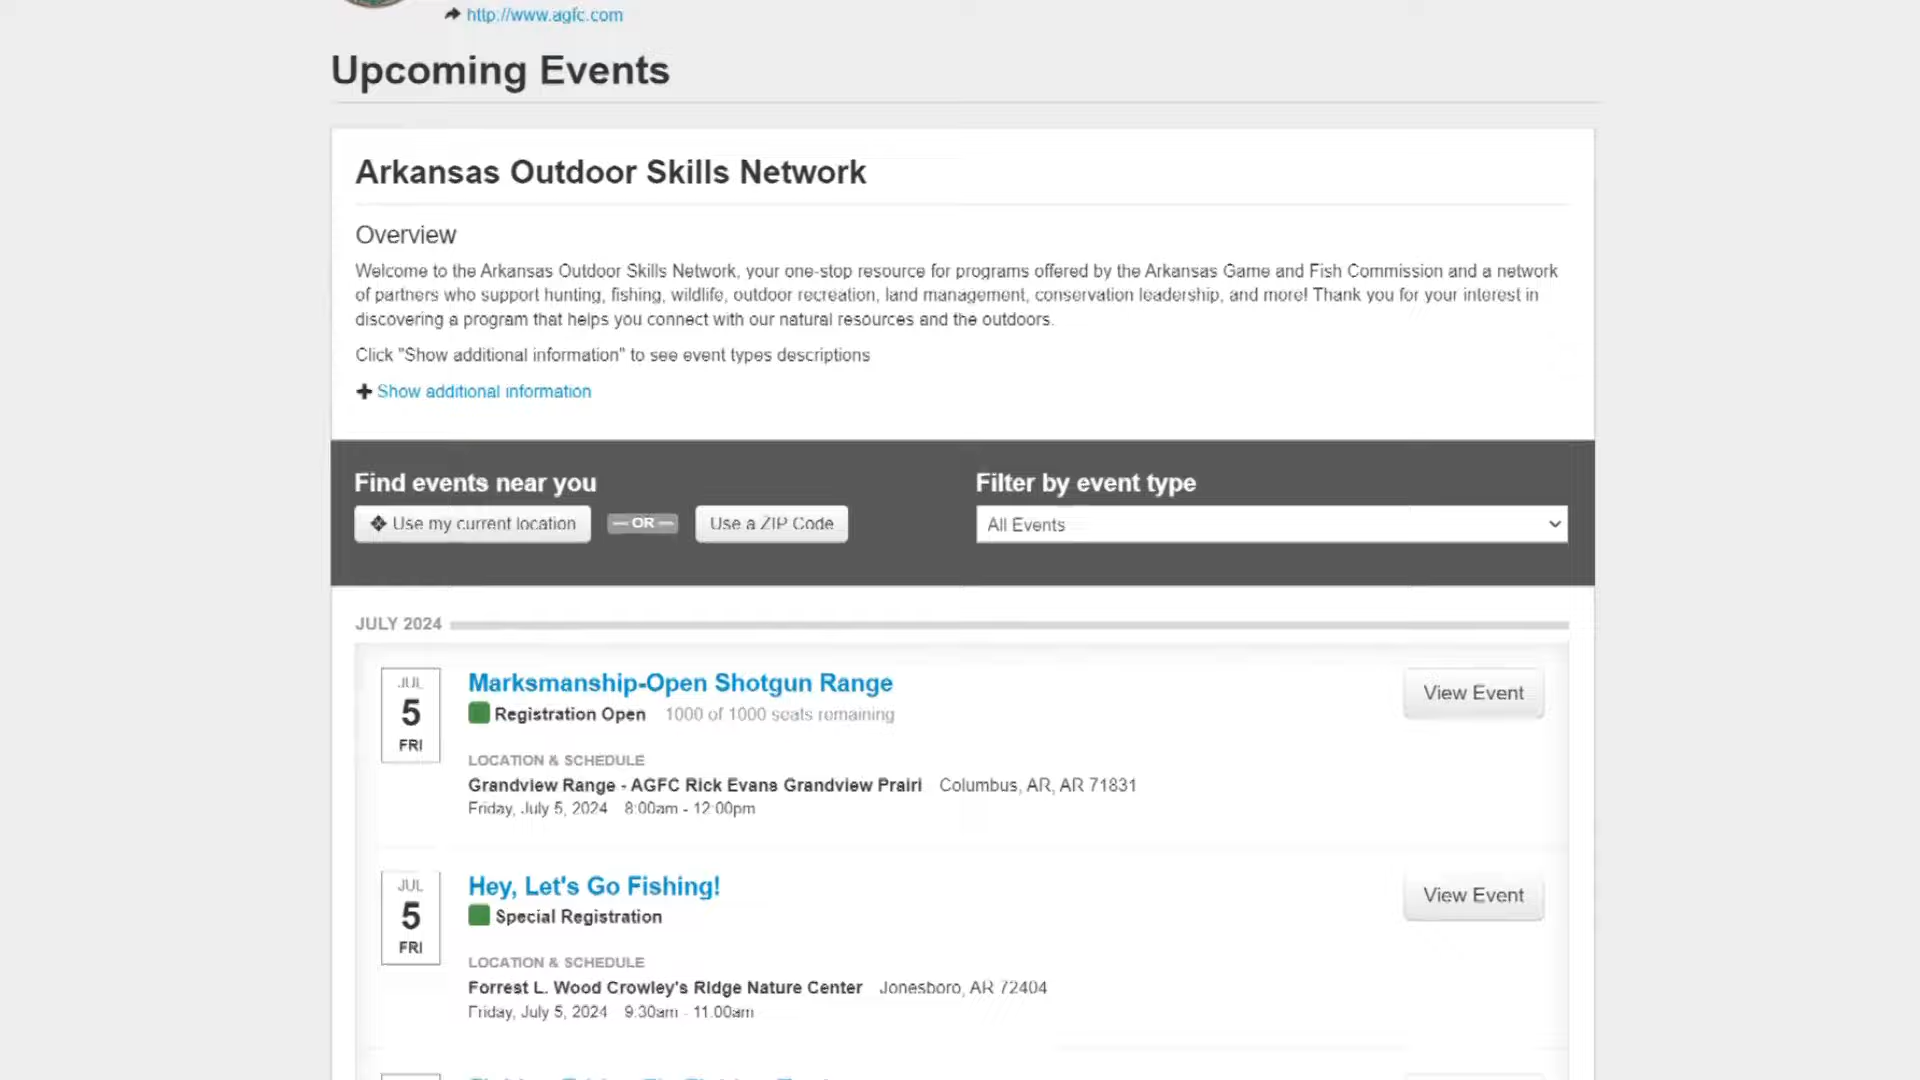 http://www.agfc.com
Upcoming Events
Arkansas Outdoor Skills Network
Overview
Welcome to the Arkansas Outdoor Skills Network, your one-stop resource for programs offered by the Arkansas Game and Fish Commission and a network
of partners who support hunting, fishing, wildlife, outdoor recreation, land management, conservation leadership, and more! Thank you for your interest in
discovering a program that helps you connect with our natural resources and the outdoors.
Click "Show additional information" to see event types descriptions
Show additional information
Find events near you
Filter by event type
Use my current location — OR — Use a ZIP Code
All Events
JULY 2024
JUL
5
FRI
Marksmanship-Open Shotgun Range
View Event
Registration Open 1000 of 1000 seats remaining
LOCATION & SCHEDULE
Grandview Range - AGFC Rick Evans Grandview Prairi Columbus, AR, AR 71831
Friday, July 5, 2024 8:00am - 12:00pm
JUL
5
FRI
Hey, Let's Go Fishing!
View Event
Special Registration
LOCATION & SCHEDULE
Forrest L. Wood Crowley's Ridge Nature Center Jonesboro, AR 72404
Friday, July 5, 2024 9:30am - 11:00am